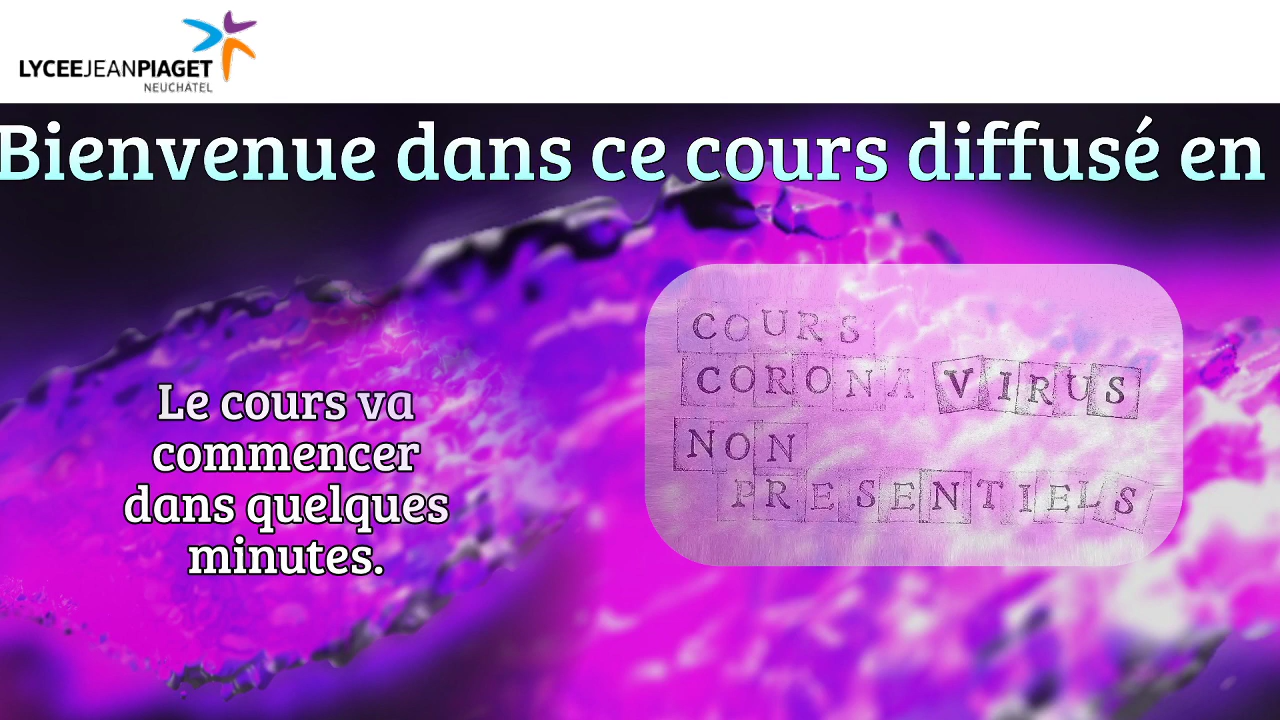 LYCEEJEANPIAGET
NEUCHÂTEL
Bienvenue dans ce cours diffusé en
Le cours va
commencer
dans quelques
minutes.
COURS
CORONA VIRUS
NON
PRESENTIELS